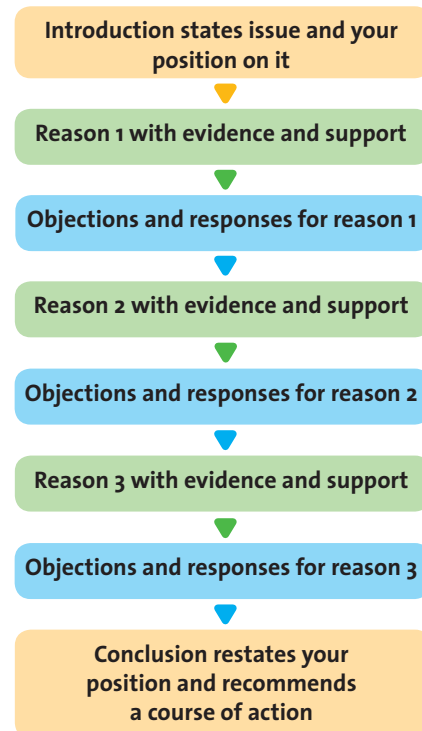 Introduction states issue and your
position on it
Reason 1 with evidence and support
Objections and responses for reason 1
Reason 2 with evidence and support
Objections and responses for reason 2
Reason 3 with evidence and support
Objections and responses for reason 3
Conclusion restates your
position and recommends
a course of action